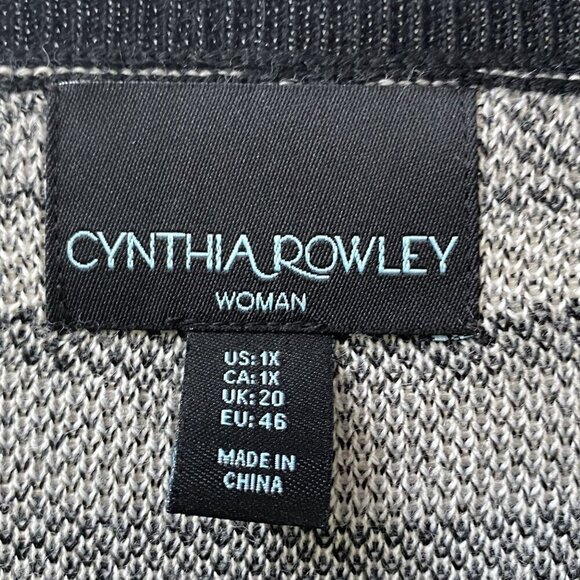 CYNTHIA ROWLEY
WOMAN
US: 1X
CA: 1X
UK: 20
EU: 46
MADE IN
CHINA